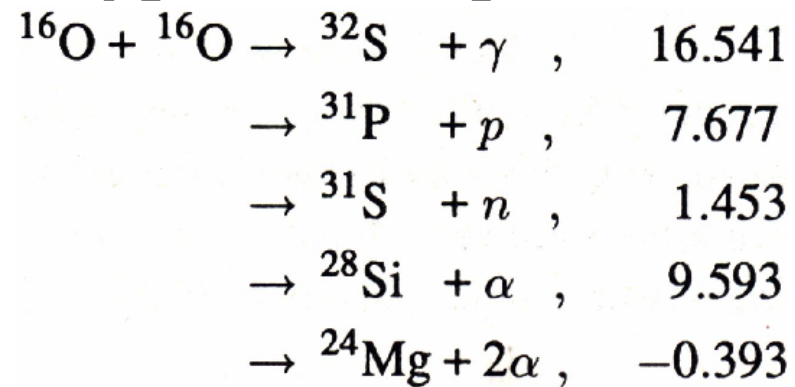 ¹⁶O + ¹⁶O → ³²S + γ , 16.541
→ ³¹P + p , 7.677
→ ³¹S + n , 1.453
→ ²⁸Si + α , 9.593
→ ²⁴Mg + 2α , −0.393